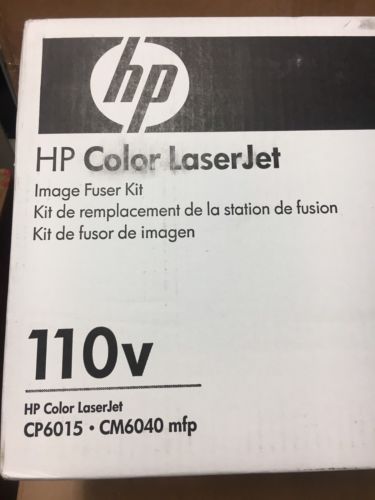 hp
HP Color LaserJet
Image Fuser Kit
Kit de remplacement de la station de fusion
Kit de fusor de imagen
110v
HP Color LaserJet
CP6015 • CM6040 mfp